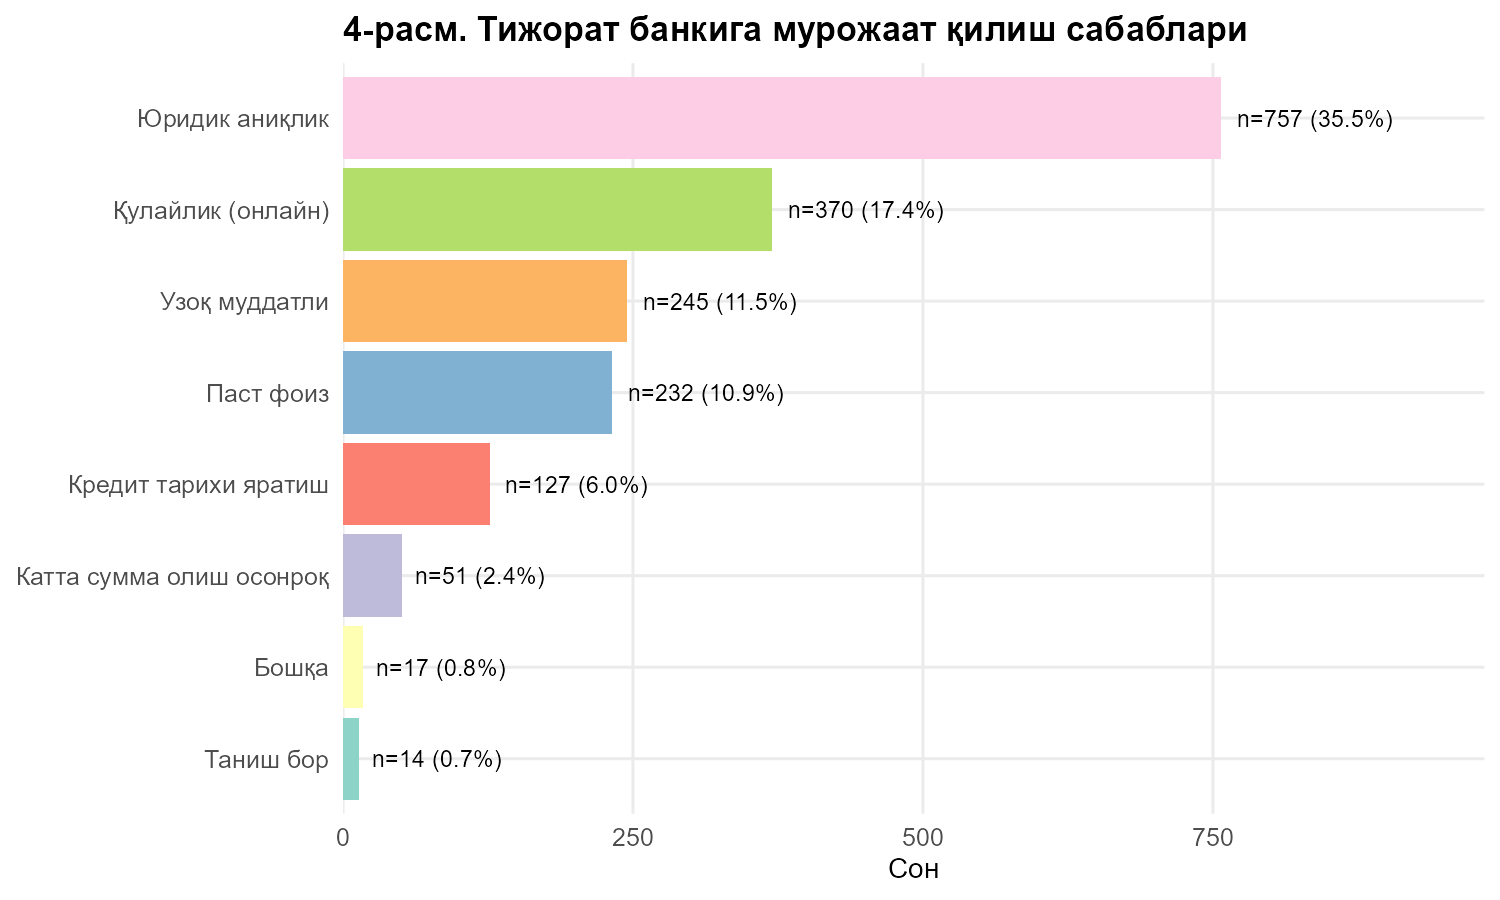 4-расм. Тижорат банкига мурожаат қилиш сабаблари
Юридик аниқлик
n=757 (35.5%)
Қулайлик (онлайн)
n=370 (17.4%)
Узоқ муддатли
n=245 (11.5%)
Паст фоиз
n=232 (10.9%)
Кредит тарихи яратиш
n=127 (6.0%)
Катта сумма олиш осонроқ
n=51 (2.4%)
Бошқа
n=17 (0.8%)
Таниш бор
n=14 (0.7%)
0 250 500 750
Сон